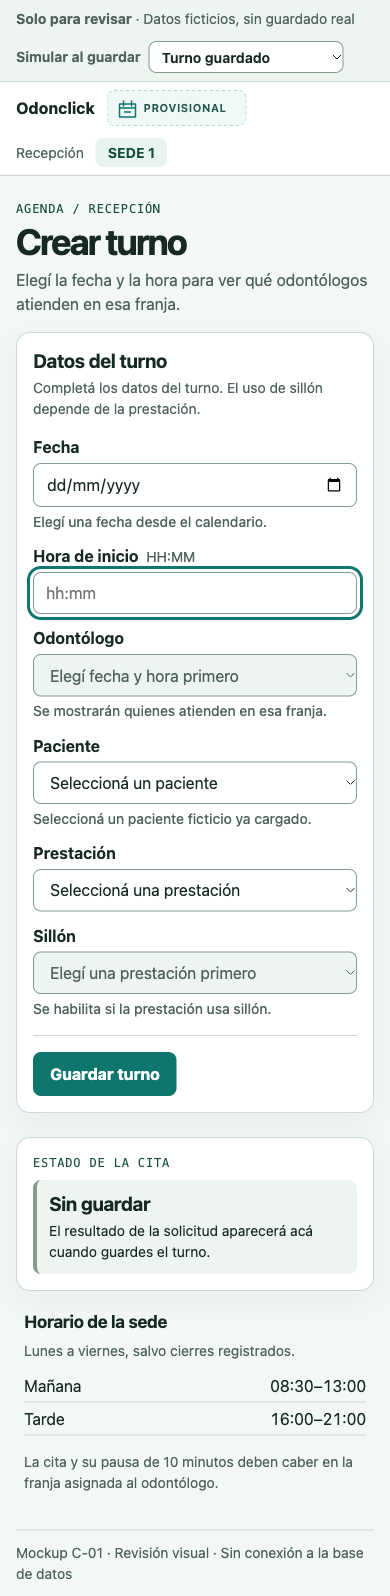 Solo para revisar · Datos ficticios, sin guardado real
Simular al guardar Turno guardado
Odonclick PROVISIONAL
Recepción SEDE 1
AGENDA / RECEPCIÓN
Crear turno
Elegí la fecha y la hora para ver qué odontólogos
atienden en esa franja.
Datos del turno
Completá los datos del turno. El uso de sillón
depende de la prestación.
Fecha
dd/mm/yyyy
Elegí una fecha desde el calendario.
Hora de inicio HH:MM
hh:mm
Odontólogo
Elegí fecha y hora primero
Se mostrarán quienes atienden en esa franja.
Paciente
Seleccioná un paciente
Seleccioná un paciente ficticio ya cargado.
Prestación
Seleccioná una prestación
Sillón
Elegí una prestación primero
Se habilita si la prestación usa sillón.
Guardar turno
ESTADO DE LA CITA
Sin guardar
El resultado de la solicitud aparecerá acá
cuando guardes el turno.
Horario de la sede
Lunes a viernes, salvo cierres registrados.
Mañana 08:30–13:00
Tarde 16:00–21:00
La cita y su pausa de 10 minutos deben caber en la
franja asignada al odontólogo.
Mockup C-01 · Revisión visual · Sin conexión a la base
de datos